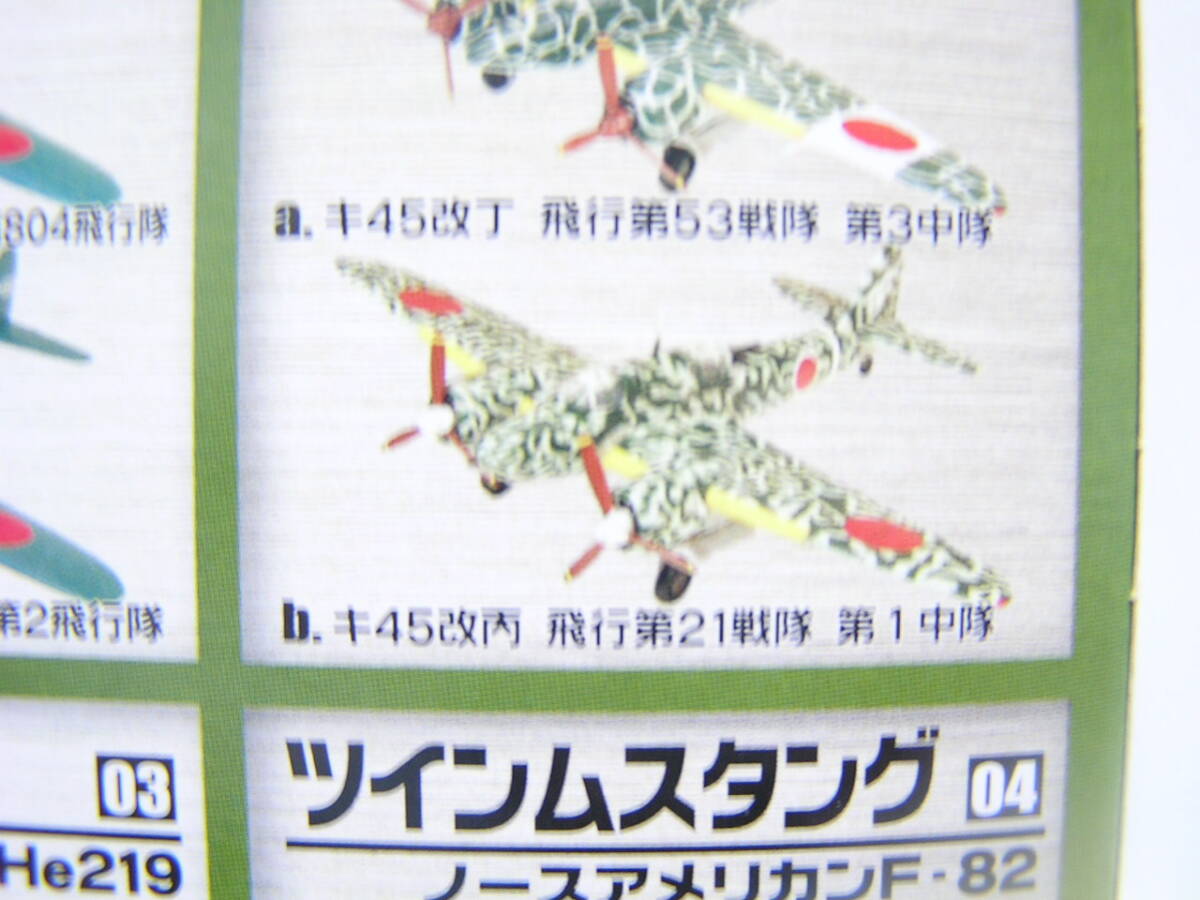 804飛行隊
a. キ45改丁 飛行第53戦隊 第3中隊
第2飛行隊
b. キ45改丙 飛行第21戦隊 第1中隊
03
He219
ツインムスタング 04
ノースアメリカンF-82